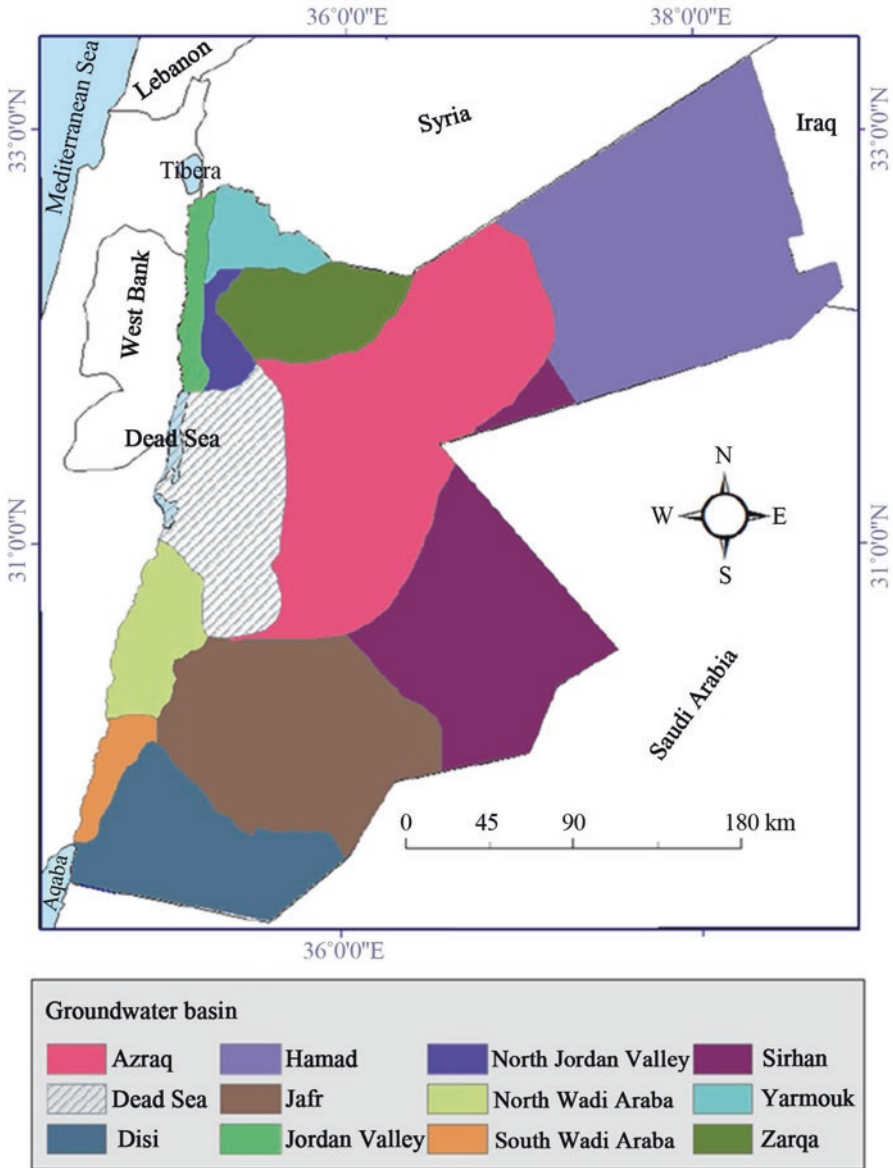 36°0'0"E
38°0'0"E
33°0'0"N
33°0'0"N
Mediterranean Sea
Lebanon
Syria
Iraq
Tibera
West Bank
Dead Sea
N
W
E
S
31°0'0"N
31°0'0"N
Saudi Arabia
0
45
90
180 km
Aqaba
36°0'0"E
Groundwater basin
Azraq
Hamad
North Jordan Valley
Sirhan
Dead Sea
Jafr
North Wadi Araba
Yarmouk
Disi
Jordan Valley
South Wadi Araba
Zarqa